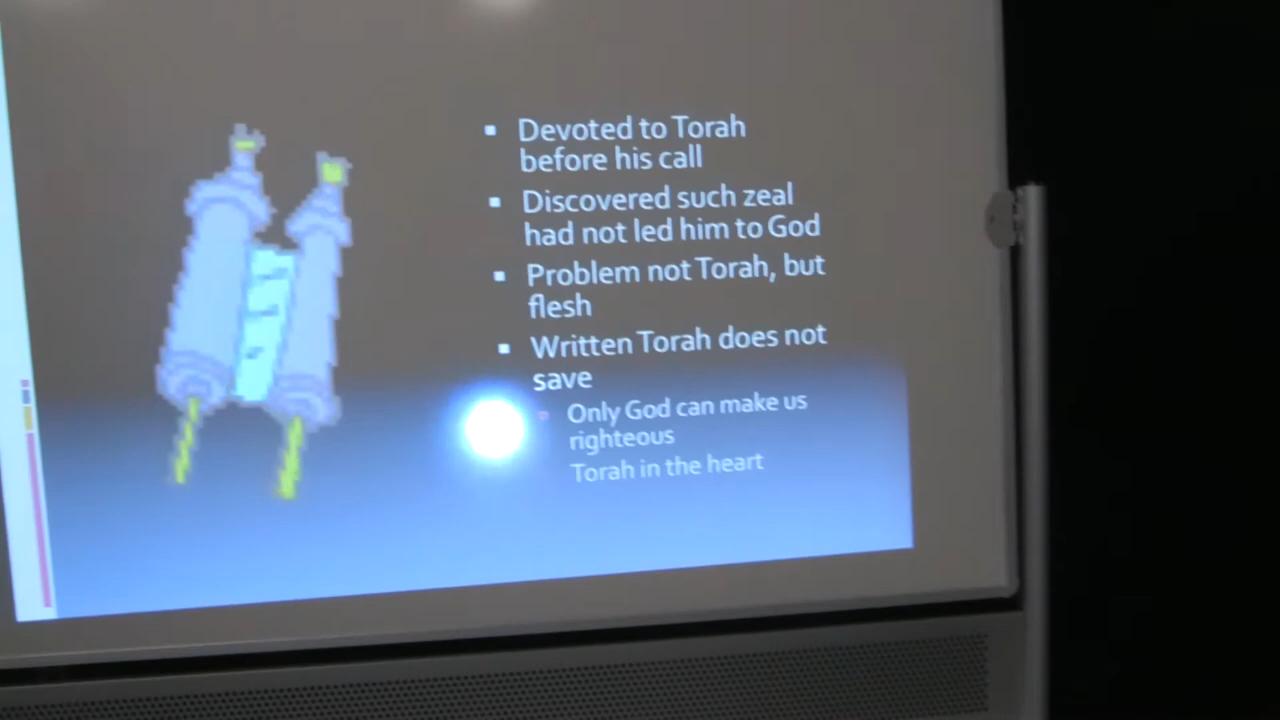 Devoted to Torah
before his call
Discovered such zeal
had not led him to God
Problem not Torah, but
flesh
Written Torah does not
save
Only God can make us
righteous
Torah in the heart